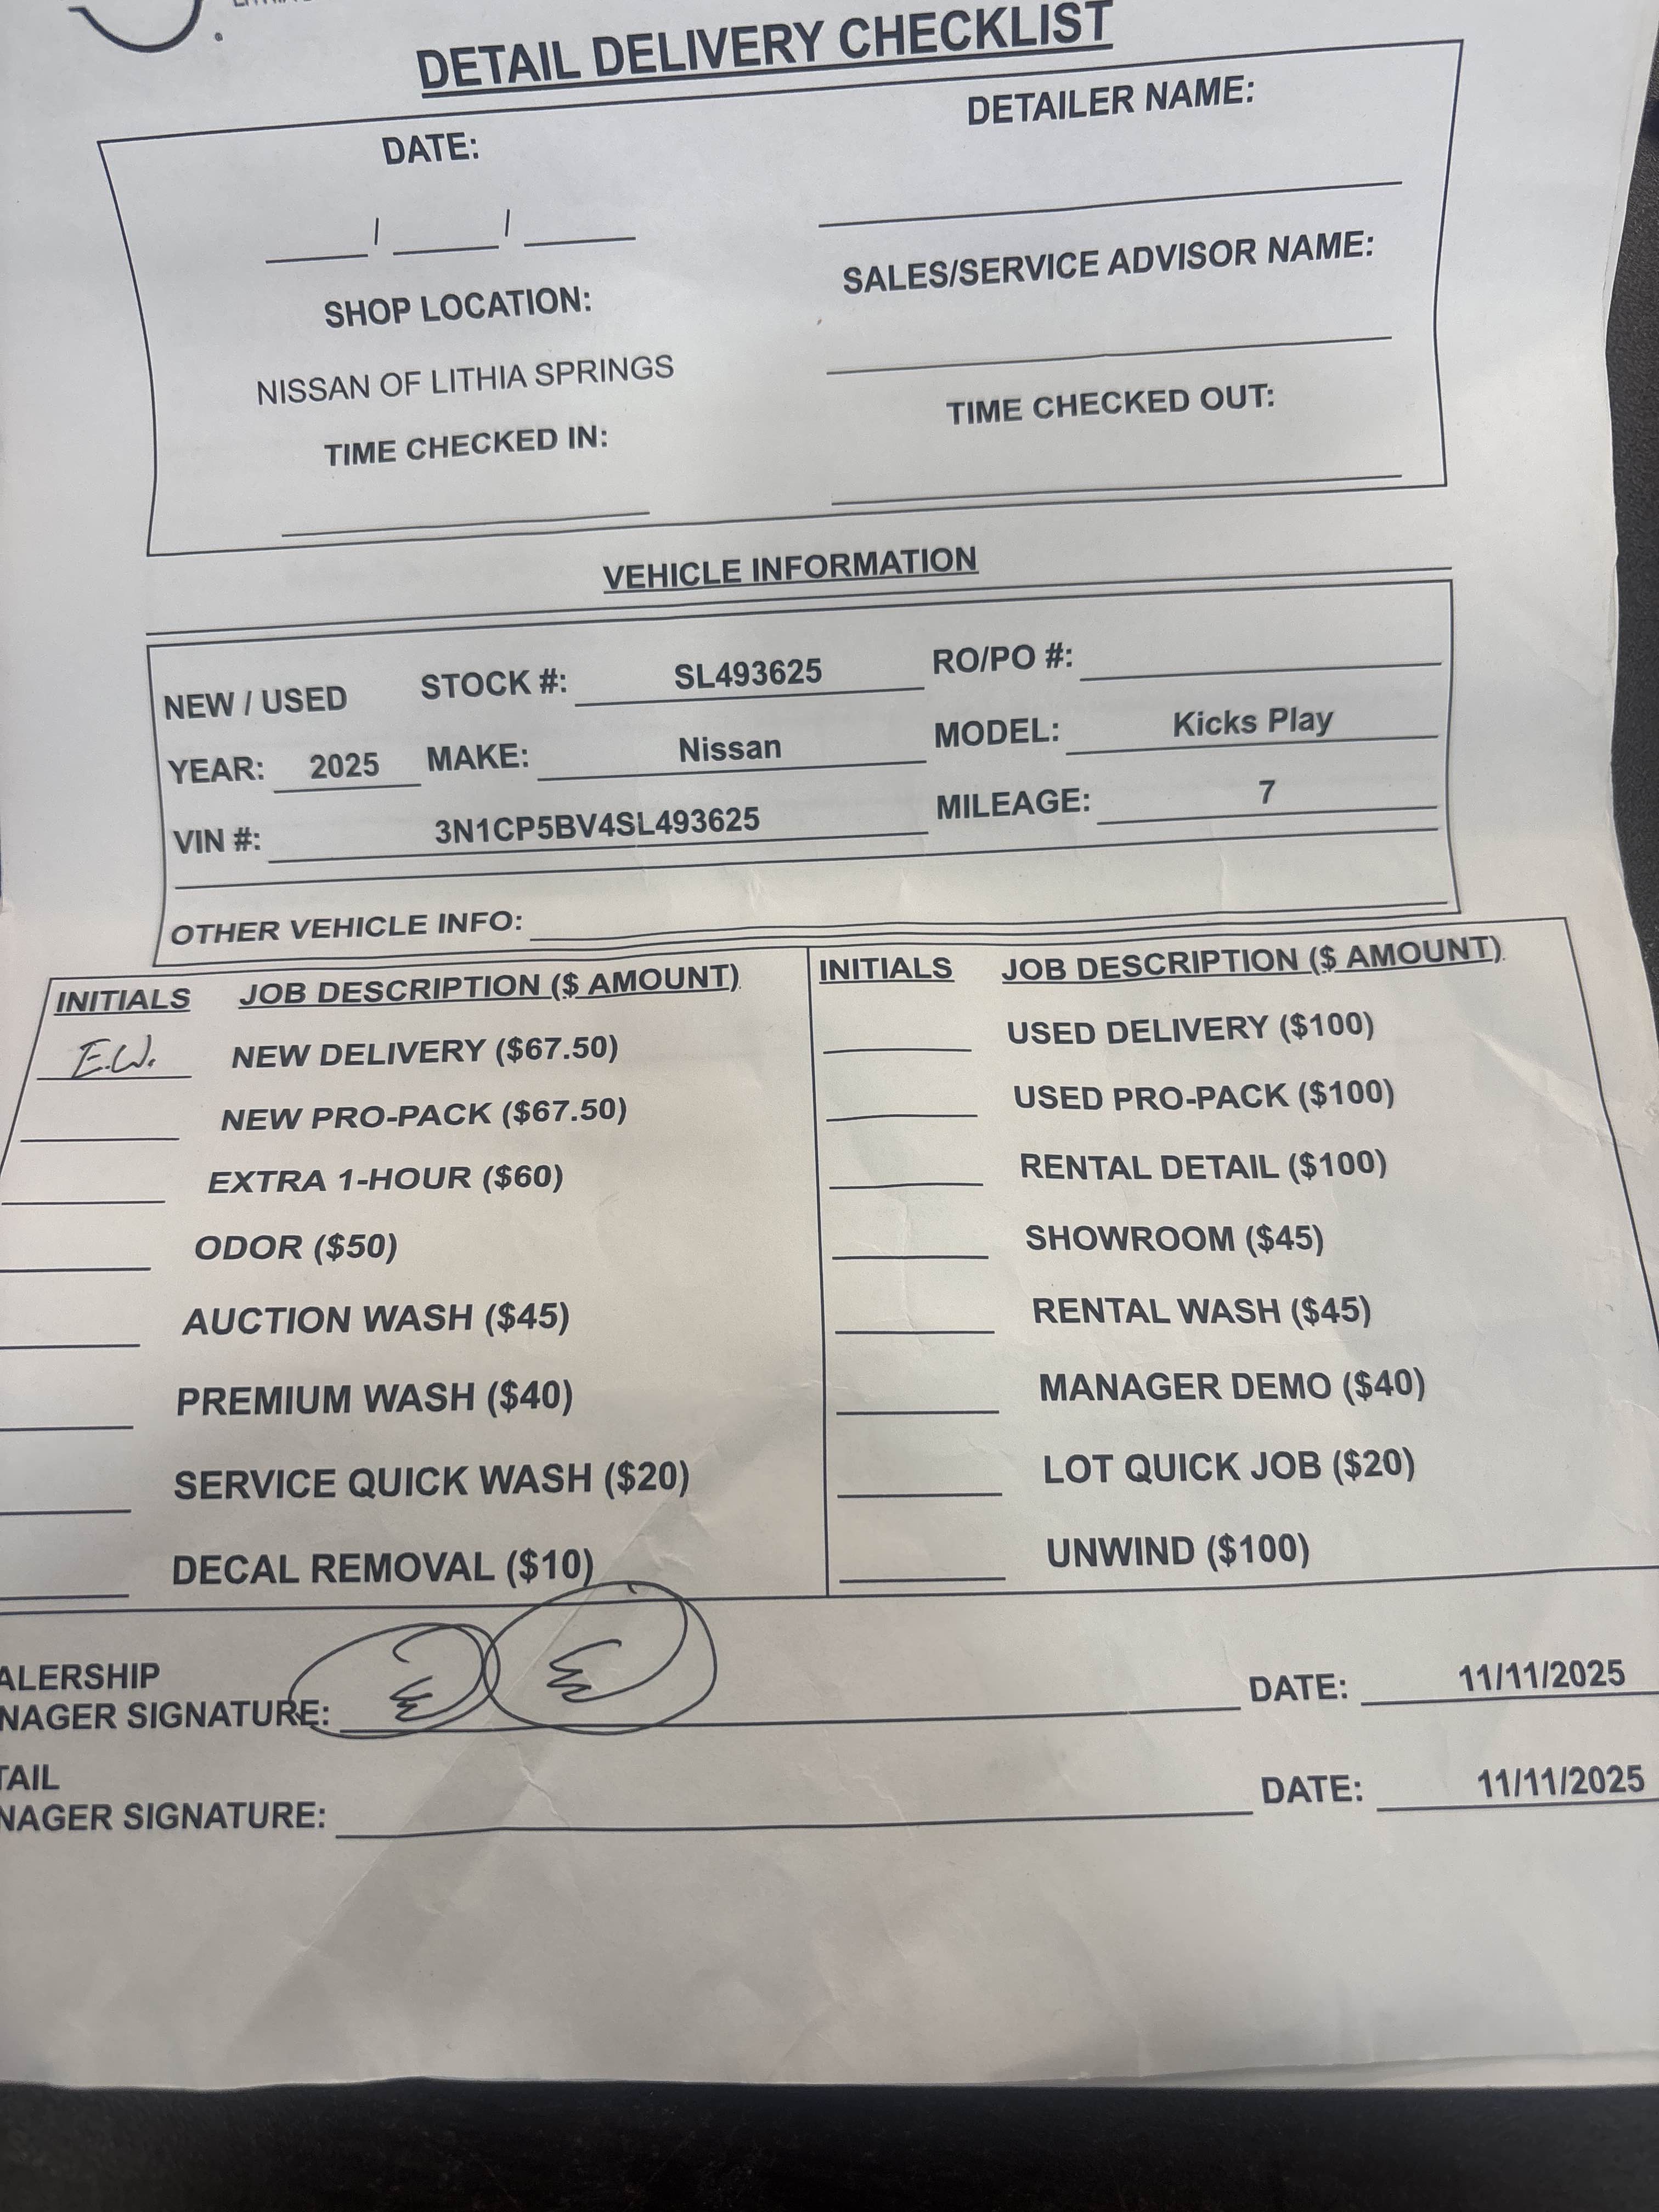 DETAIL DELIVERY CHECKLIST
DATE:
DETAILER NAME:
___/___/___
SHOP LOCATION:
SALES/SERVICE ADVISOR NAME:
NISSAN OF LITHIA SPRINGS
TIME CHECKED IN:
TIME CHECKED OUT:
VEHICLE INFORMATION
NEW / USED STOCK #: SL493625 RO/PO #:
YEAR: 2025 MAKE: Nissan MODEL: Kicks Play
VIN #: 3N1CP5BV4SL493625 MILEAGE: 7
OTHER VEHICLE INFO:
INITIALS JOB DESCRIPTION ($ AMOUNT)
E.W. NEW DELIVERY ($67.50)
NEW PRO-PACK ($67.50)
EXTRA 1-HOUR ($60)
ODOR ($50)
AUCTION WASH ($45)
PREMIUM WASH ($40)
SERVICE QUICK WASH ($20)
DECAL REMOVAL ($10)
INITIALS JOB DESCRIPTION ($ AMOUNT)
USED DELIVERY ($100)
USED PRO-PACK ($100)
RENTAL DETAIL ($100)
SHOWROOM ($45)
RENTAL WASH ($45)
MANAGER DEMO ($40)
LOT QUICK JOB ($20)
UNWIND ($100)
ALERSHIP
NAGER SIGNATURE: DATE: 11/11/2025
TAIL
NAGER SIGNATURE: DATE: 11/11/2025